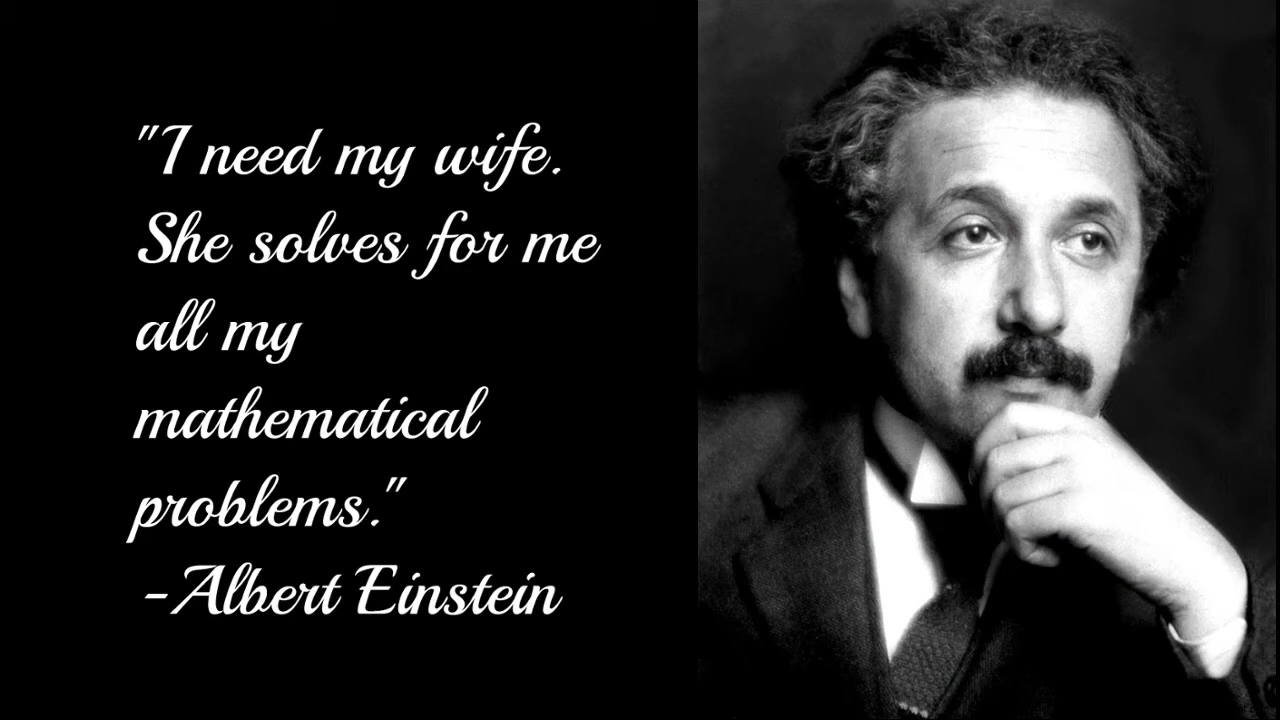 "I need my wife.
She solves for me
all my
mathematical
problems."
-Albert Einstein